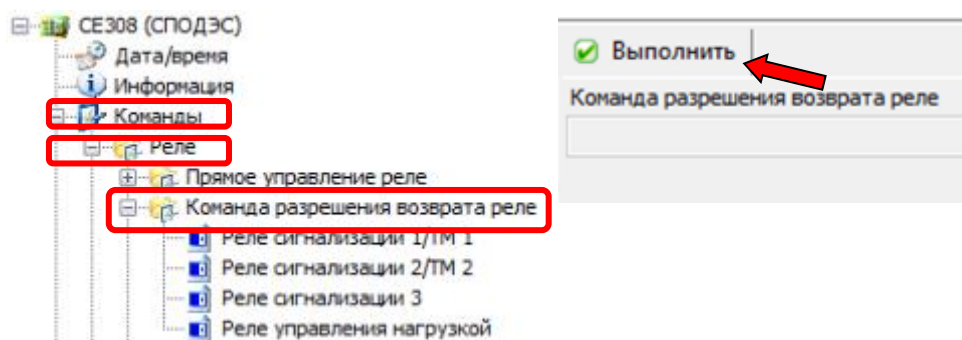 CE308 (СПОДЭС)
Дата/время
Информация
Команды
Реле
Прямое управление реле
Команда разрешения возврата реле
Реле сигнализации 1/ТМ 1
Реле сигнализации 2/ТМ 2
Реле сигнализации 3
Реле управления нагрузкой
Выполнить
Команда разрешения возврата реле